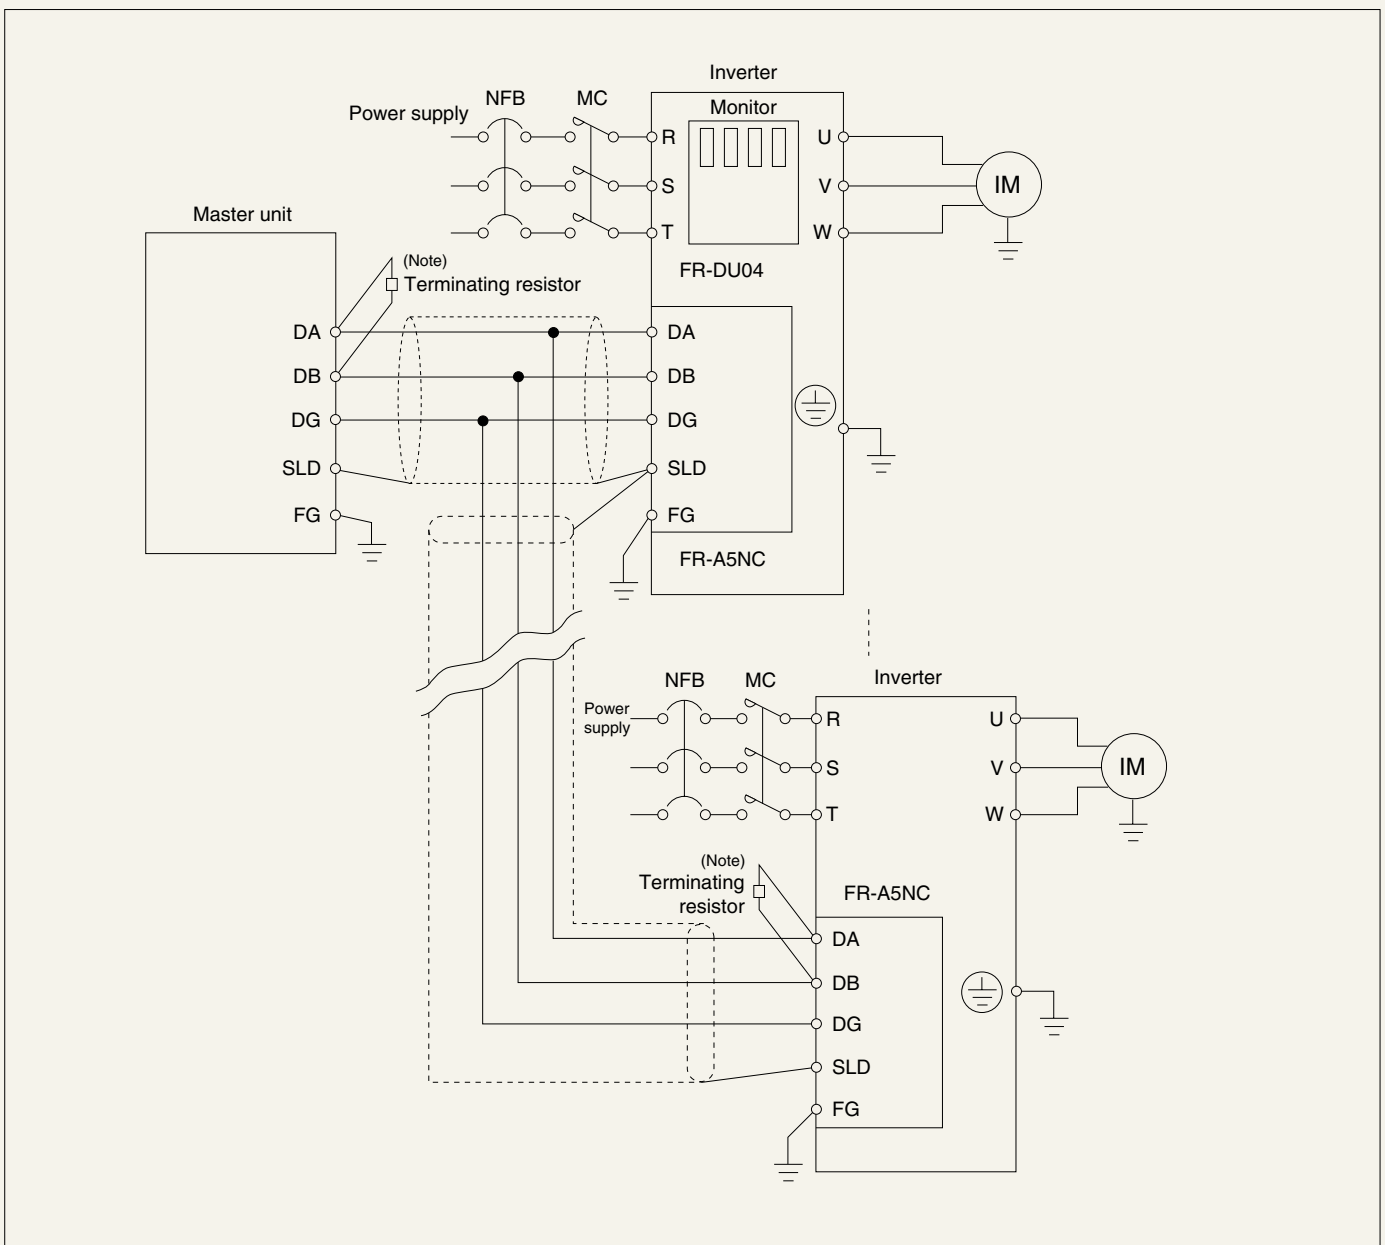 Inverter
Power supply
NFB
MC
Monitor
R
S
T
U
V
W
IM
FR-DU04
Master unit
(Note)
Terminating resistor
DA
DB
DG
SLD
FG
DA
DB
DG
SLD
FG
FR-A5NC
Inverter
NFB
MC
Power
supply
R
S
T
U
V
W
IM
(Note)
Terminating
resistor
FR-A5NC
DA
DB
DG
SLD
FG